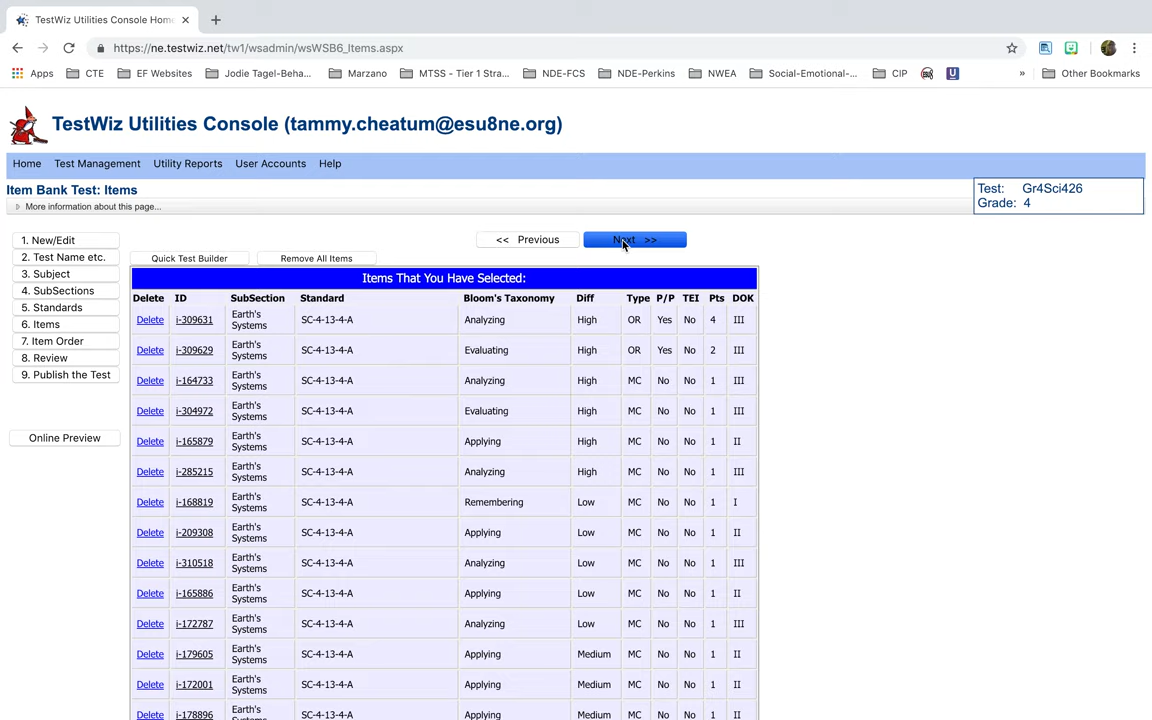 TestWiz Utilities Console Hom
https://ne.testwiz.net/tw1/wsadmin/wsWSB6_Items.aspx
Apps CTE EF Websites Jodie Tagel-Beha... Marzano MTSS - Tier 1 Stra... NDE-FCS NDE-Perkins NWEA Social-Emotional-... CIP » Other Bookmarks
TestWiz Utilities Console (tammy.cheatum@esu8ne.org)
Home Test Management Utility Reports User Accounts Help
Item Bank Test: Items
Test: Gr4Sci426
Grade: 4
More information about this page...
<< Previous Next >>
1. New/Edit
2. Test Name etc.
3. Subject
4. SubSections
5. Standards
6. Items
7. Item Order
8. Review
9. Publish the Test
Online Preview
Quick Test Builder Remove All Items
Items That You Have Selected:
Delete ID SubSection Standard Bloom's Taxonomy Diff Type P/P TEI Pts DOK
Delete i-309631 Earth's Systems SC-4-13-4-A Analyzing High OR Yes No 4 III
Delete i-309629 Earth's Systems SC-4-13-4-A Evaluating High OR Yes No 2 III
Delete i-164733 Earth's Systems SC-4-13-4-A Analyzing High MC No No 1 III
Delete i-304972 Earth's Systems SC-4-13-4-A Evaluating High MC No No 1 III
Delete i-165879 Earth's Systems SC-4-13-4-A Applying High MC No No 1 II
Delete i-285215 Earth's Systems SC-4-13-4-A Analyzing High MC No No 1 III
Delete i-168819 Earth's Systems SC-4-13-4-A Remembering Low MC No No 1 I
Delete i-209308 Earth's Systems SC-4-13-4-A Applying Low MC No No 1 II
Delete i-310518 Earth's Systems SC-4-13-4-A Analyzing Low MC No No 1 III
Delete i-165886 Earth's Systems SC-4-13-4-A Applying Low MC No No 1 II
Delete i-172787 Earth's Systems SC-4-13-4-A Analyzing Low MC No No 1 III
Delete i-179605 Earth's Systems SC-4-13-4-A Applying Medium MC No No 1 II
Delete i-172001 Earth's Systems SC-4-13-4-A Applying Medium MC No No 1 II
Delete i-178896 Earth's Systems SC-4-13-4-A Applying Medium MC No No 1 II